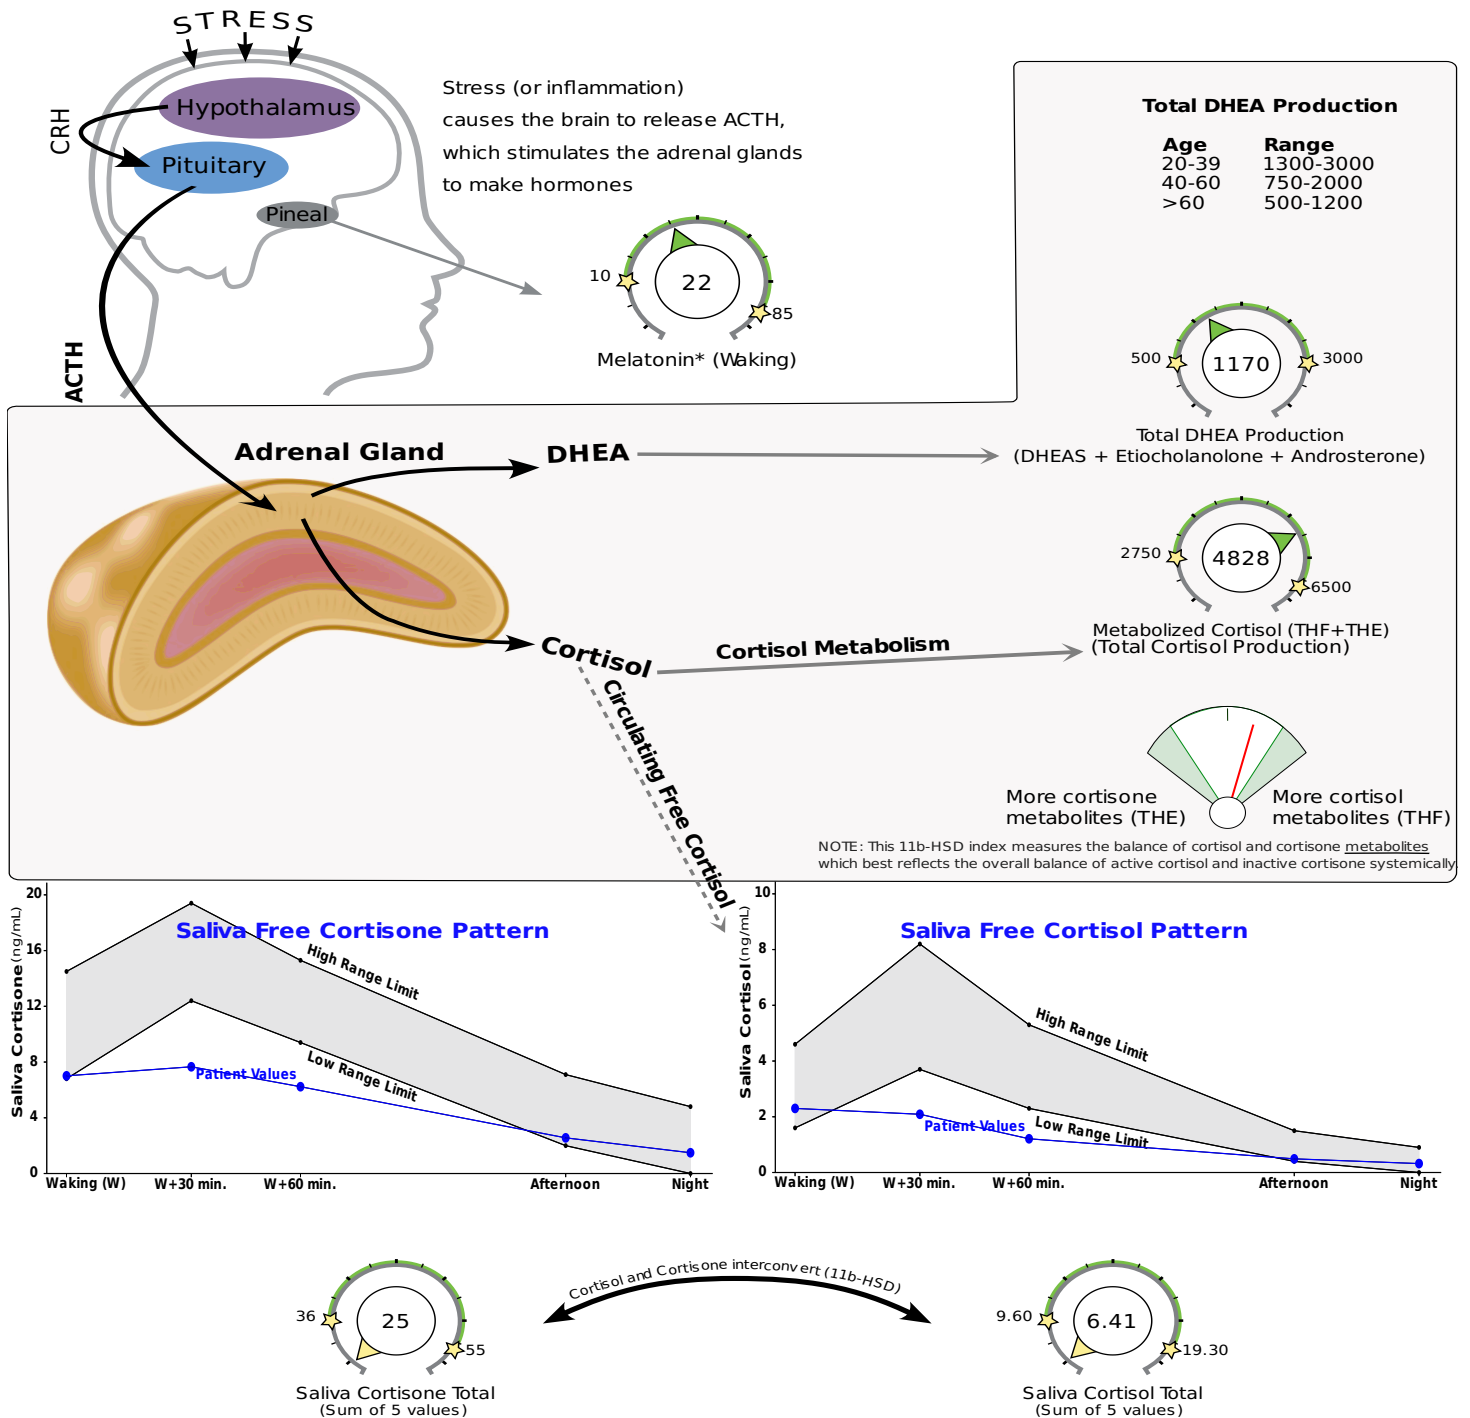 STRESS
Hypothalamus
CRH
Pituitary
Pineal
ACTH
Stress (or inflammation)
causes the brain to release ACTH,
which stimulates the adrenal glands
to make hormones
10
22
85
Melatonin* (Waking)
Total DHEA Production
Age Range
20-39 1300-3000
40-60 750-2000
>60 500-1200
500
1170
3000
Total DHEA Production
(DHEAS + Etiocholanolone + Androsterone)
Adrenal Gland
DHEA
2750
4828
6500
Metabolized Cortisol (THF+THE)
(Total Cortisol Production)
Cortisol
Cortisol Metabolism
Circulating Free Cortisol
More cortisone
metabolites (THE)
More cortisol
metabolites (THF)
NOTE: This 11b-HSD index measures the balance of cortisol and cortisone metabolites
which best reflects the overall balance of active cortisol and inactive cortisone systemically.
Saliva Free Cortisone Pattern
Saliva Cortisone (ng/mL)
20
16
12
8
4
0
High Range Limit
Low Range Limit
Patient Values
Waking (W) W+30 min. W+60 min. Afternoon Night
Saliva Free Cortisol Pattern
Saliva Cortisol (ng/mL)
10
8
6
4
2
0
High Range Limit
Low Range Limit
Patient Values
Waking (W) W+30 min. W+60 min. Afternoon Night
36
25
55
Saliva Cortisone Total
(Sum of 5 values)
Cortisol and Cortisone interconvert (11b-HSD)
9.60
6.41
19.30
Saliva Cortisol Total
(Sum of 5 values)